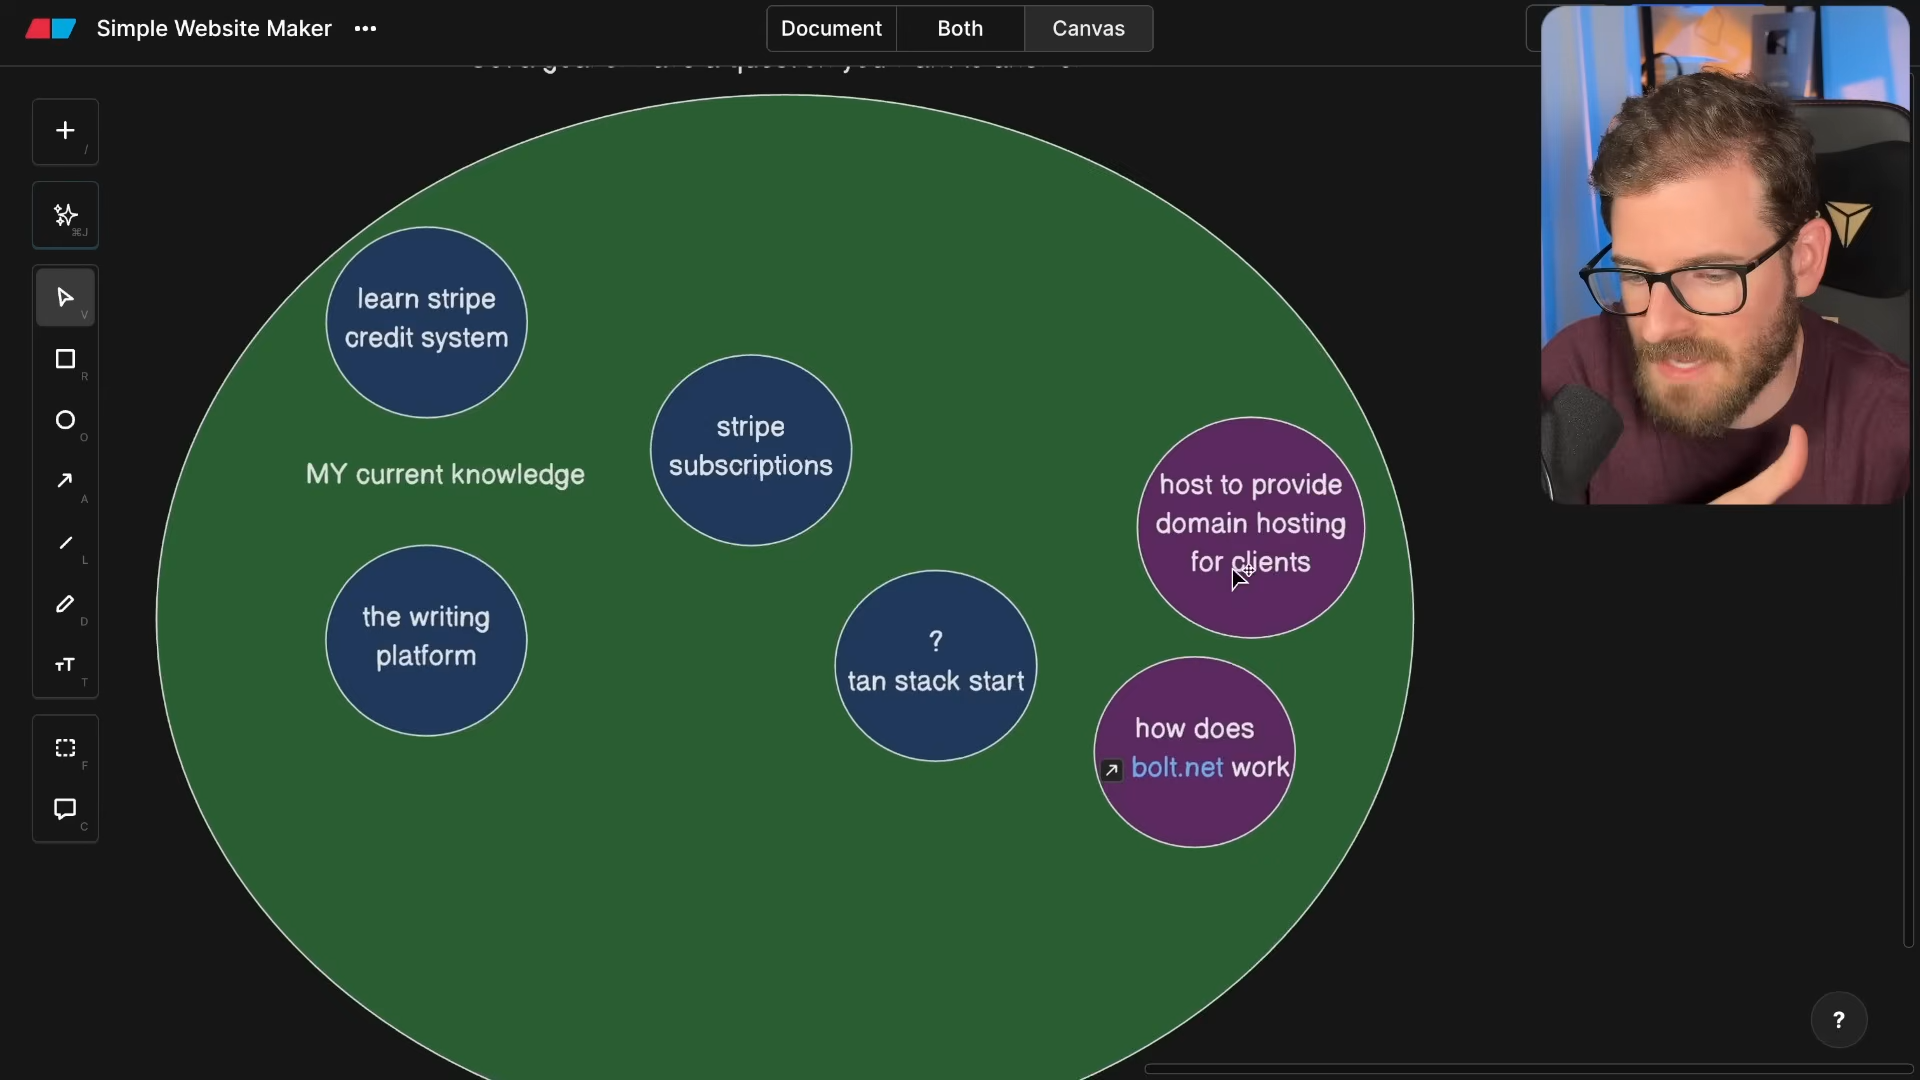 Simple Website Maker
Document
Both
Canvas
/
⌘J
V
R
O
A
L
D
T
F
C
learn stripe
credit system
MY current knowledge
stripe
subscriptions
the writing
platform
?
tan stack start
host to provide
domain hosting
for clients
how does
bolt.net work
?